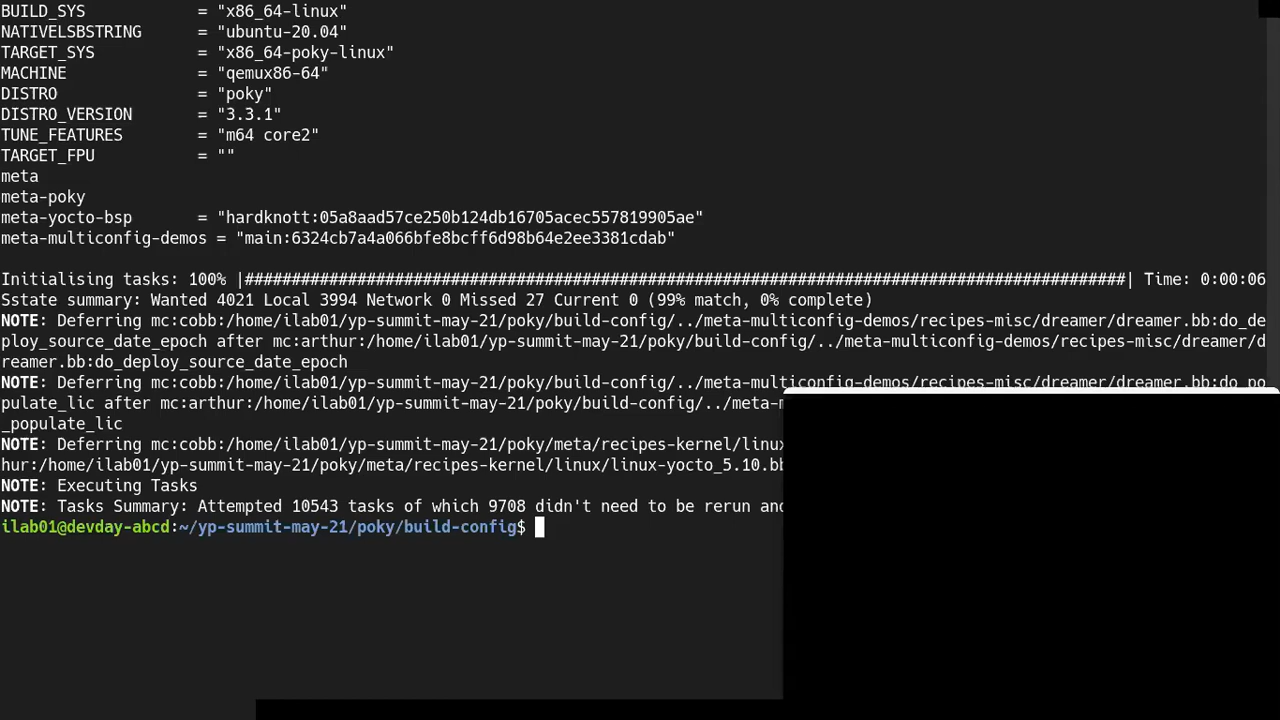 BUILD_SYS = "x86_64-linux"
NATIVELSBSTRING = "ubuntu-20.04"
TARGET_SYS = "x86_64-poky-linux"
MACHINE = "qemux86-64"
DISTRO = "poky"
DISTRO_VERSION = "3.3.1"
TUNE_FEATURES = "m64 core2"
TARGET_FPU = ""
meta
meta-poky
meta-yocto-bsp = "hardknott:05a8aad57ce250b124db16705acec557819905ae"
meta-multiconfig-demos = "main:6324cb7a4a066bfe8bcff6d98b64e2ee3381cdab"
Initialising tasks: 100% |##############################################################################################| Time: 0:00:06
Sstate summary: Wanted 4021 Local 3994 Network 0 Missed 27 Current 0 (99% match, 0% complete)
NOTE: Deferring mc:cobb:/home/ilab01/yp-summit-may-21/poky/build-config/../meta-multiconfig-demos/recipes-misc/dreamer/dreamer.bb:do_de
ploy_source_date_epoch after mc:arthur:/home/ilab01/yp-summit-may-21/poky/build-config/../meta-multiconfig-demos/recipes-misc/dreamer/d
reamer.bb:do_deploy_source_date_epoch
NOTE: Deferring mc:cobb:/home/ilab01/yp-summit-may-21/poky/build-config/../meta-multiconfig-demos/recipes-misc/dreamer/dreamer.bb:do_po
pulate_lic after mc:arthur:/home/ilab01/yp-summit-may-21/poky/build-config/../meta-m
_populate_lic
NOTE: Deferring mc:cobb:/home/ilab01/yp-summit-may-21/poky/meta/recipes-kernel/linux
hur:/home/ilab01/yp-summit-may-21/poky/meta/recipes-kernel/linux/linux-yocto_5.10.bb
NOTE: Executing Tasks
NOTE: Tasks Summary: Attempted 10543 tasks of which 9708 didn't need to be rerun and
ilab01@devday-abcd:~/yp-summit-may-21/poky/build-config$